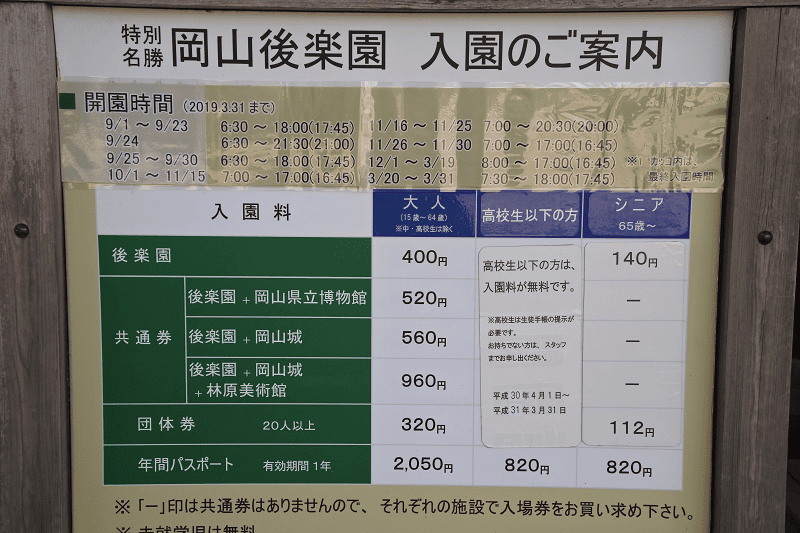 特別名勝 岡山後楽園 入園のご案内
■ 開園時間 (2019.3.31 まで)
9/1 ～ 9/23 6:30 ～ 18:00(17:45)
9/24 6:30 ～ 21:30(21:00)
9/25 ～ 9/30 6:30 ～ 18:00(17:45)
10/1 ～ 11/15 7:00 ～ 17:00(16:45)
11/16 ～ 11/25 7:00 ～ 20:30(20:00)
11/26 ～ 11/30 7:00 ～ 17:00(16:45)
12/1 ～ 3/19 8:00 ～ 17:00(16:45)
3/20 ～ 3/31 7:30 ～ 18:00(17:45)
※1 カッコ内は、
最終入園時間
入園料
大人
(15歳～64歳)
※中・高校生は除く
高校生以下の方
シニア
65歳～
後楽園 400円 140円
共通券
後楽園 + 岡山県立博物館 520円 ―
後楽園 + 岡山城 560円 ―
後楽園 + 岡山城
+ 林原美術館 960円 ―
団体券 20人以上 320円 112円
年間パスポート 有効期間1年 2,050円 820円 820円
高校生以下の方は、
入園料が無料です。
※高校生は生徒手帳の提示が
必要です。
お持ちでない方は、スタッフ
までお申し出ください。
平成30年4月1日～
平成31年3月31日
※「ー」印は共通券はありませんので、それぞれの施設で入場券をお買い求め下さい。
※ 未就学児は無料